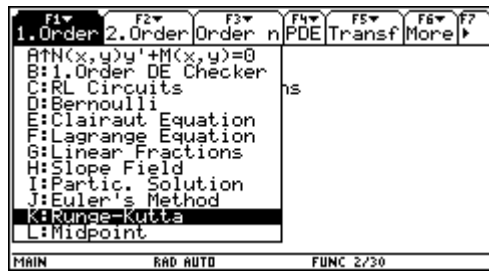 F1▾ F2▾ F3▾ F4▾ F5▾ F6▾ F7
1.Order 2.Order Order n PDE Transf More ▸
A↑N(x,y)y'+M(x,y)=0
B:1.Order DE Checker
C:RL Circuits ns
D:Bernoulli
E:Clairaut Equation
F:Lagrange Equation
G:Linear Fractions
H:Slope Field
I:Partic. Solution
J:Euler's Method
K:Runge-Kutta
L:Midpoint
MAIN RAD AUTO FUNC 2/30